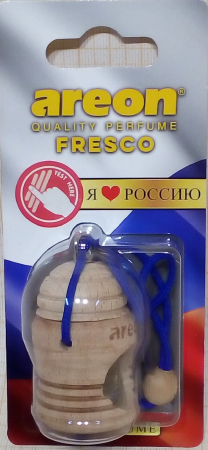 areon®
QUALITY PERFUME
FRESCO
TEST HERE
Я ❤ РОССИЮ
areon